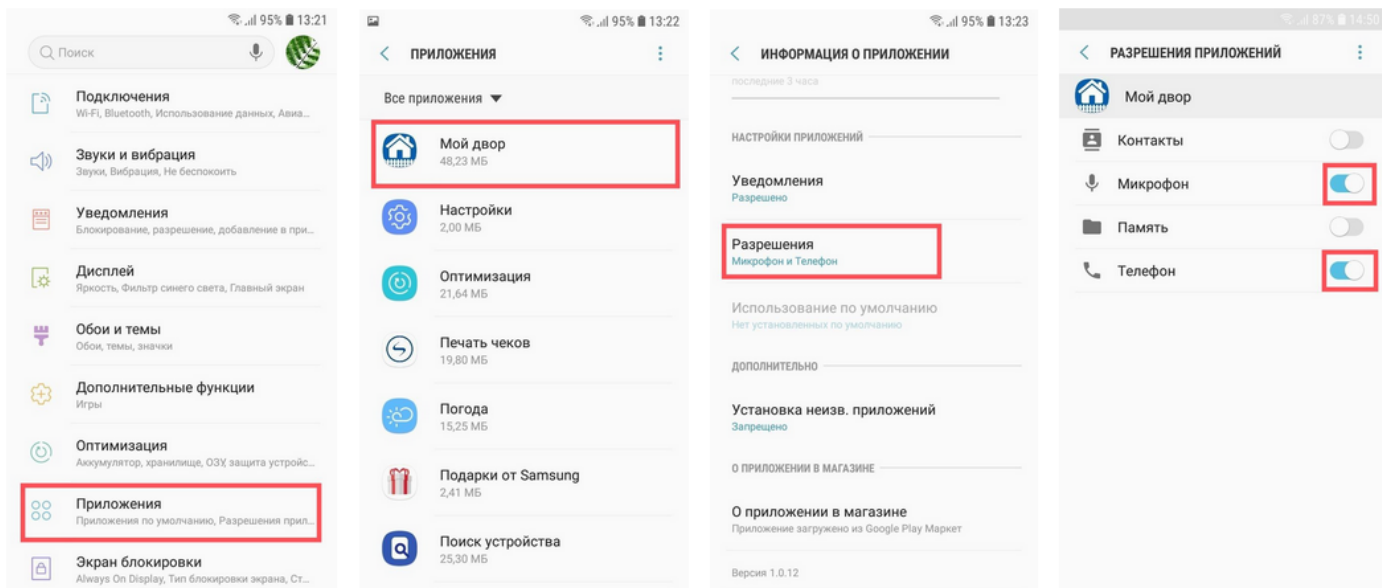 95% 13:21
Поиск
Подключения
Wi-Fi, Bluetooth, Использование данных, Авиа...
Звуки и вибрация
Звуки, Вибрация, Не беспокоить
Уведомления
Блокирование, разрешение, добавление в при...
Дисплей
Яркость, Фильтр синего света, Главный экран
Обои и темы
Обои, темы, значки
Дополнительные функции
Игры
Оптимизация
Аккумулятор, хранилище, ОЗУ, защита устройс...
Приложения
Приложения по умолчанию, Разрешения прил...
Экран блокировки
Always On Display, Тип блокировки экрана, Ст...
95% 13:22
ПРИЛОЖЕНИЯ
Все приложения
Мой двор
48,23 МБ
Настройки
2,00 МБ
Оптимизация
21,64 МБ
Печать чеков
19,80 МБ
Погода
15,25 МБ
Подарки от Samsung
2,41 МБ
Поиск устройства
25,30 МБ
95% 13:23
ИНФОРМАЦИЯ О ПРИЛОЖЕНИИ
последние 3 часа
НАСТРОЙКИ ПРИЛОЖЕНИЙ
Уведомления
Разрешено
Разрешения
Микрофон и Телефон
Использование по умолчанию
Нет установленных по умолчанию
ДОПОЛНИТЕЛЬНО
Установка неизв. приложений
Запрещено
О ПРИЛОЖЕНИИ В МАГАЗИНЕ
О приложении в магазине
Приложение загружено из Google Play Маркет
Версия 1.0.12
87% 14:50
РАЗРЕШЕНИЯ ПРИЛОЖЕНИЙ
Мой двор
Контакты
Микрофон
Память
Телефон